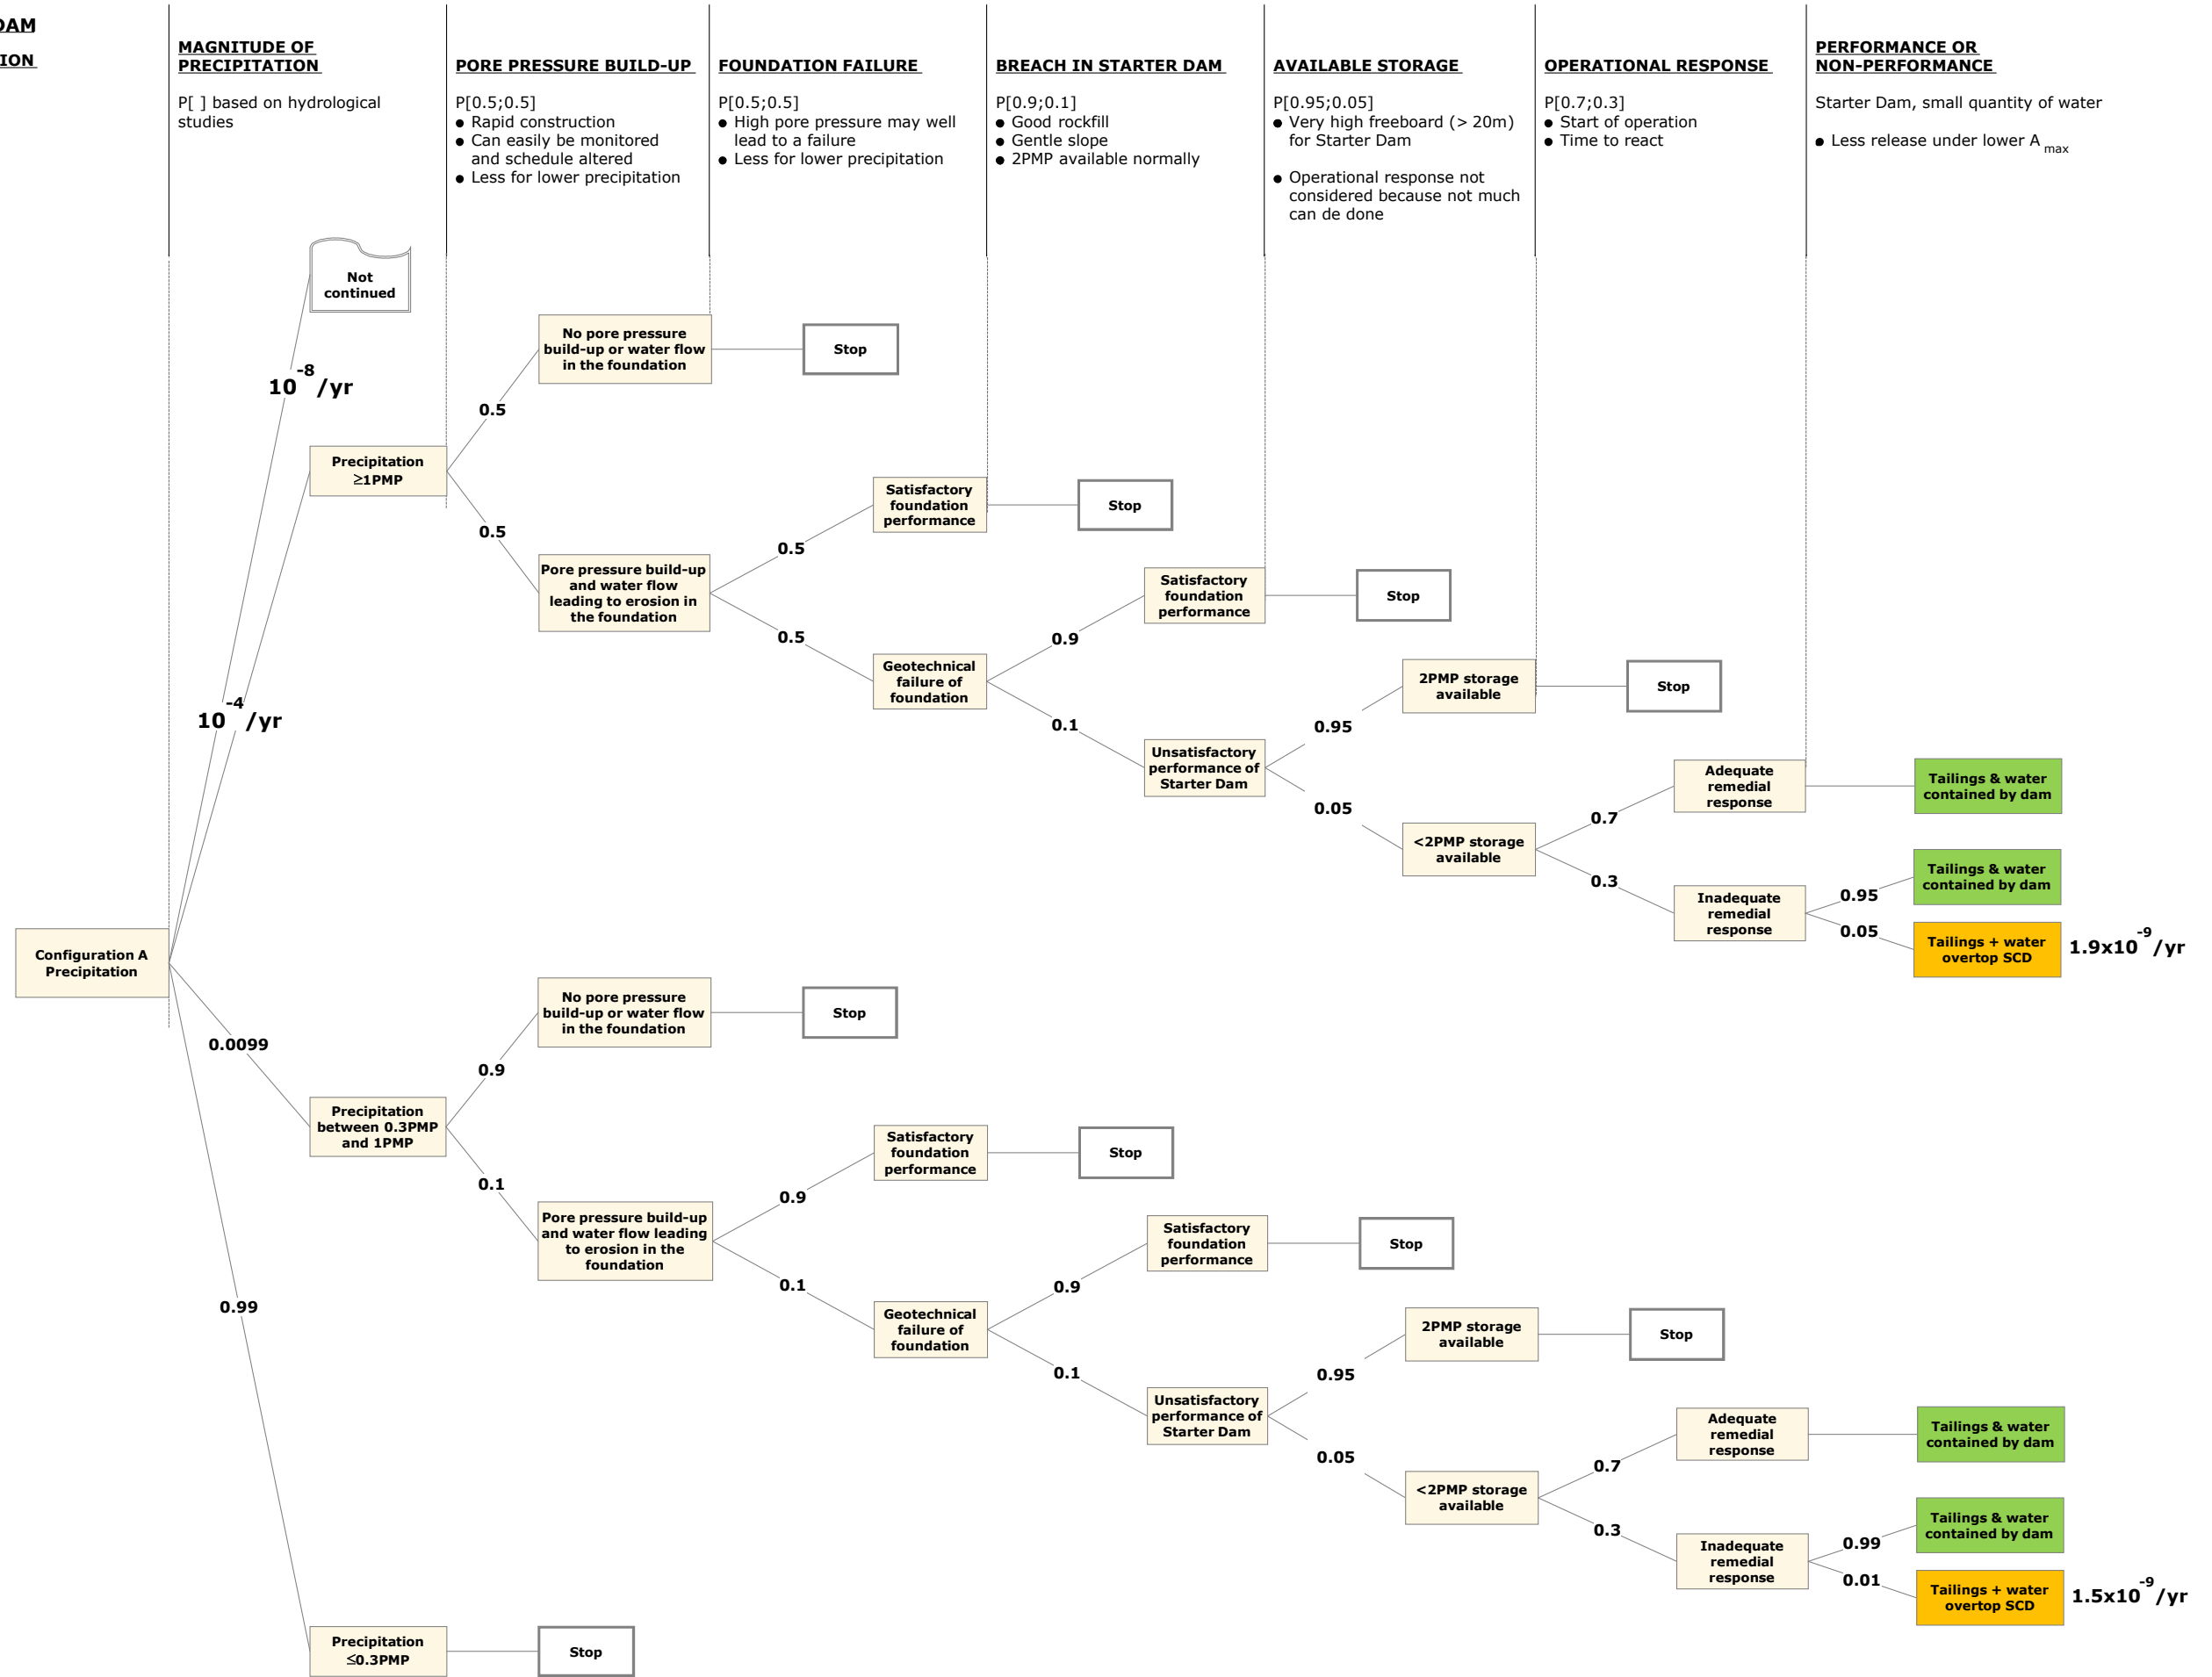 DAM
ION
MAGNITUDE OF
PRECIPITATION
P[ ] based on hydrological
studies
PORE PRESSURE BUILD-UP
P[0.5;0.5]
● Rapid construction
● Can easily be monitored
and schedule altered
● Less for lower precipitation
FOUNDATION FAILURE
P[0.5;0.5]
● High pore pressure may well
lead to a failure
● Less for lower precipitation
BREACH IN STARTER DAM
P[0.9;0.1]
● Good rockfill
● Gentle slope
● 2PMP available normally
AVAILABLE STORAGE
P[0.95;0.05]
● Very high freeboard (> 20m)
for Starter Dam
● Operational response not
considered because not much
can de done
OPERATIONAL RESPONSE
P[0.7;0.3]
● Start of operation
● Time to react
PERFORMANCE OR
NON-PERFORMANCE
Starter Dam, small quantity of water
● Less release under lower A max
Not
continued
10-8/yr
No pore pressure
build-up or water flow
in the foundation
Stop
0.5
Precipitation
≥1PMP
0.5
Satisfactory
foundation
performance
Stop
0.5
Pore pressure build-up
and water flow
leading to erosion in
the foundation
Satisfactory
foundation
performance
Stop
0.5
0.9
Geotechnical
failure of
foundation
2PMP storage
available
Stop
10-4/yr
0.1
0.95
Unsatisfactory
performance of
Starter Dam
Adequate
remedial
response
Tailings & water
contained by dam
0.05
0.7
<2PMP storage
available
Tailings & water
contained by dam
0.3
0.95
Inadequate
remedial
response
0.05
Tailings + water
overtop SCD
1.9x10-9/yr
Configuration A
Precipitation
No pore pressure
build-up or water flow
in the foundation
Stop
0.0099
0.9
Precipitation
between 0.3PMP
and 1PMP
Satisfactory
foundation
performance
Stop
0.1
0.9
Pore pressure build-up
and water flow leading
to erosion in the
foundation
Satisfactory
foundation
performance
Stop
0.1
0.9
0.99
Geotechnical
failure of
foundation
2PMP storage
available
Stop
0.1
0.95
Unsatisfactory
performance of
Starter Dam
Adequate
remedial
response
Tailings & water
contained by dam
0.05
0.7
<2PMP storage
available
Tailings & water
contained by dam
0.3
0.99
Inadequate
remedial
response
0.01
Tailings + water
overtop SCD
1.5x10-9/yr
Precipitation
≤0.3PMP
Stop